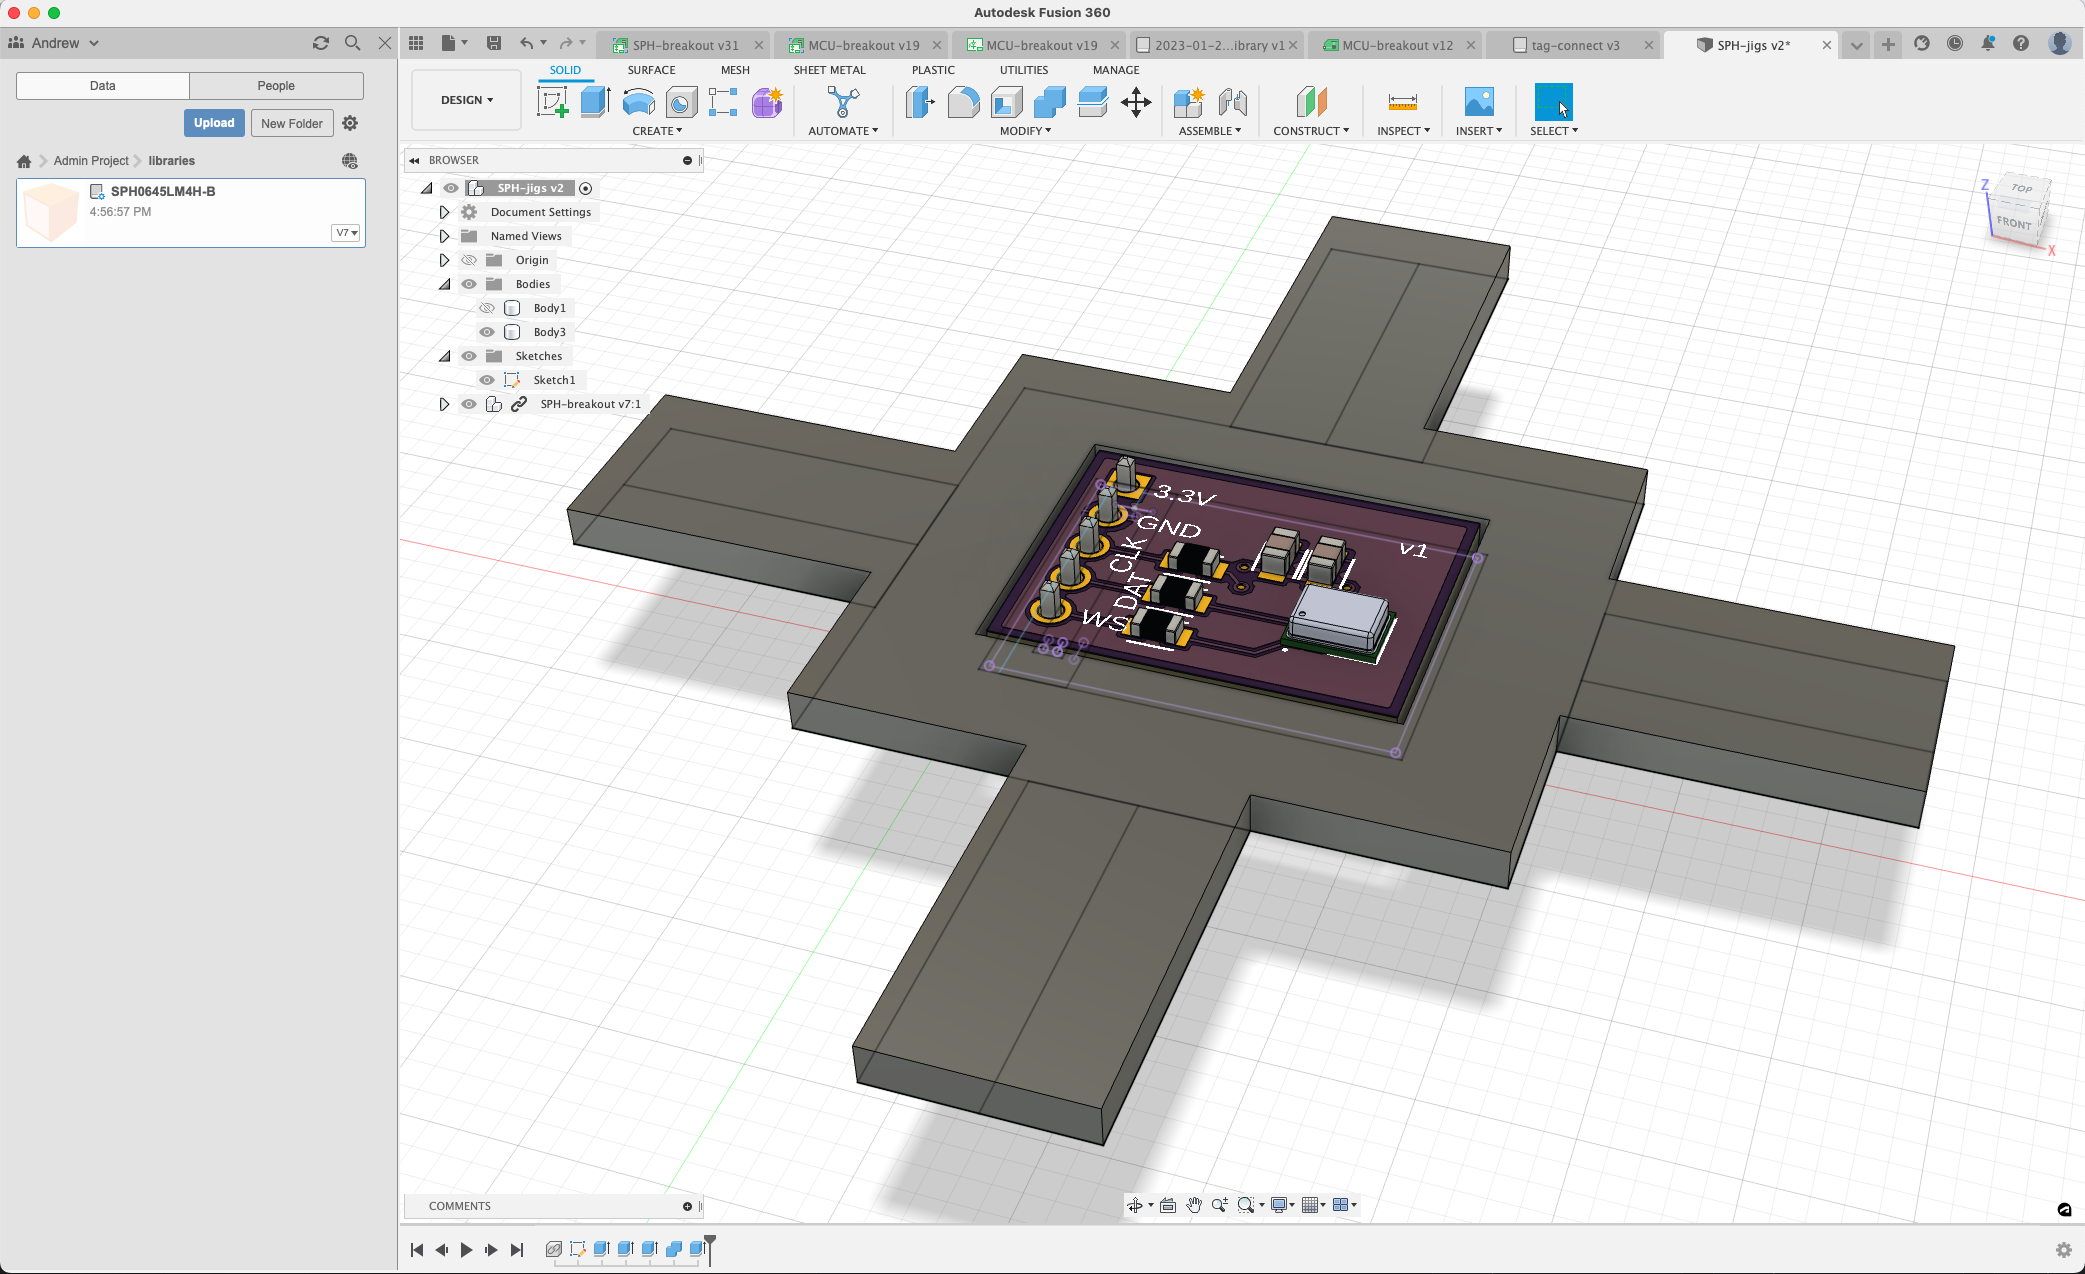 Autodesk Fusion 360
Andrew
SPH-breakout v31
MCU-breakout v19
MCU-breakout v19
2023-01-2...ibrary v1
MCU-breakout v12
tag-connect v3
SPH-jigs v2*
Data
People
Upload
New Folder
Admin Project
libraries
SPH0645LM4H-B
4:56:57 PM
V7
DESIGN
SOLID
SURFACE
MESH
SHEET METAL
PLASTIC
UTILITIES
MANAGE
CREATE
AUTOMATE
MODIFY
ASSEMBLE
CONSTRUCT
INSPECT
INSERT
SELECT
BROWSER
SPH-jigs v2
Document Settings
Named Views
Origin
Bodies
Body1
Body3
Sketches
Sketch1
SPH-breakout v7:1
Z
TOP
FRONT
X
3.3V
GND
CLK
DAT
WS
v1
COMMENTS